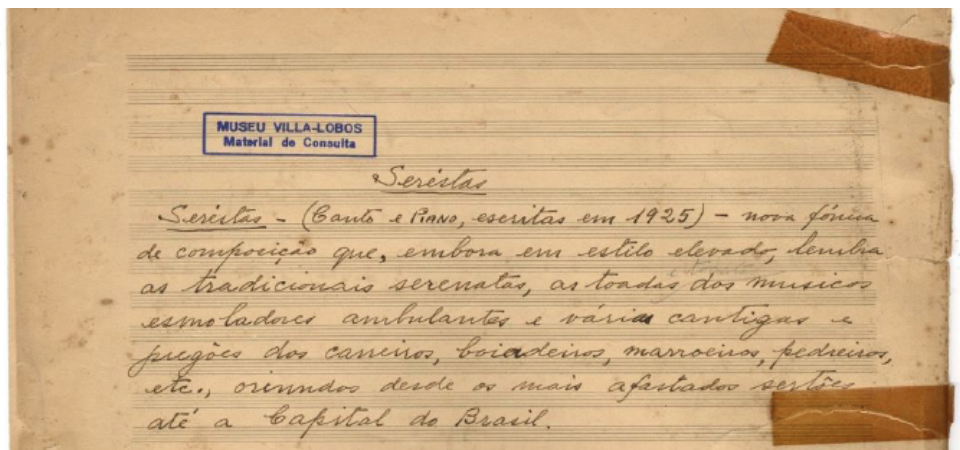 MUSEU VILLA-LOBOS
Material de Consulta
Serestas
Serestas - (Canto e PIANO, escritas em 1925) - nova fórma
de composição que, embora em estilo elevado, lembra
as tradicionais serenatas, as toadas dos musicos
esmoladores ambulantes e várias cantigas e
pregões dos carreiros, boiadeiros, marroeiros, pedreiros,
etc., oriundos desde os mais afastados sertões
até a Capital do Brasil.